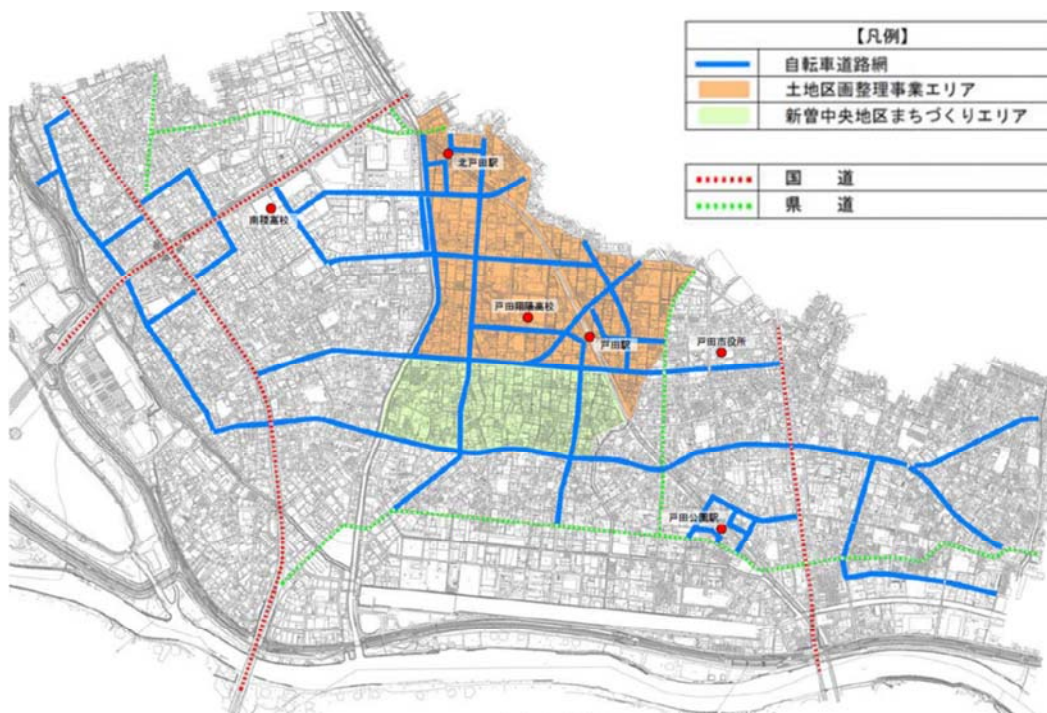 【凡例】
自転車道路網
土地区画整理事業エリア
新曽中央地区まちづくりエリア
国　道
県　道
北戸田駅
南稜高校
戸田翔陽高校
戸田駅
戸田市役所
戸田公園駅